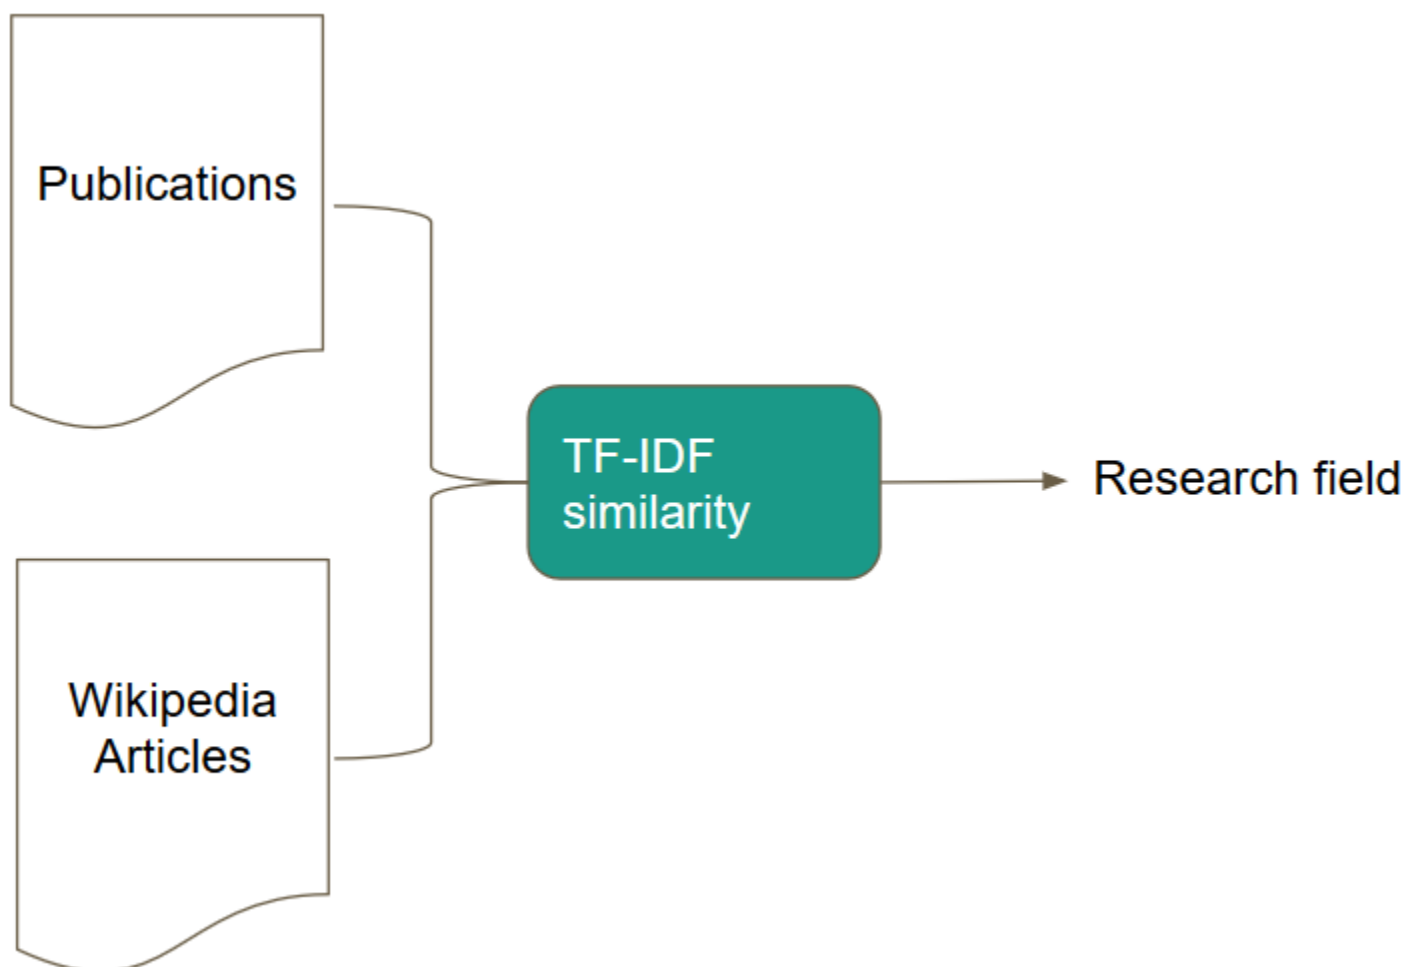 Publications
TF-IDF
similarity
Research field
Wikipedia
Articles